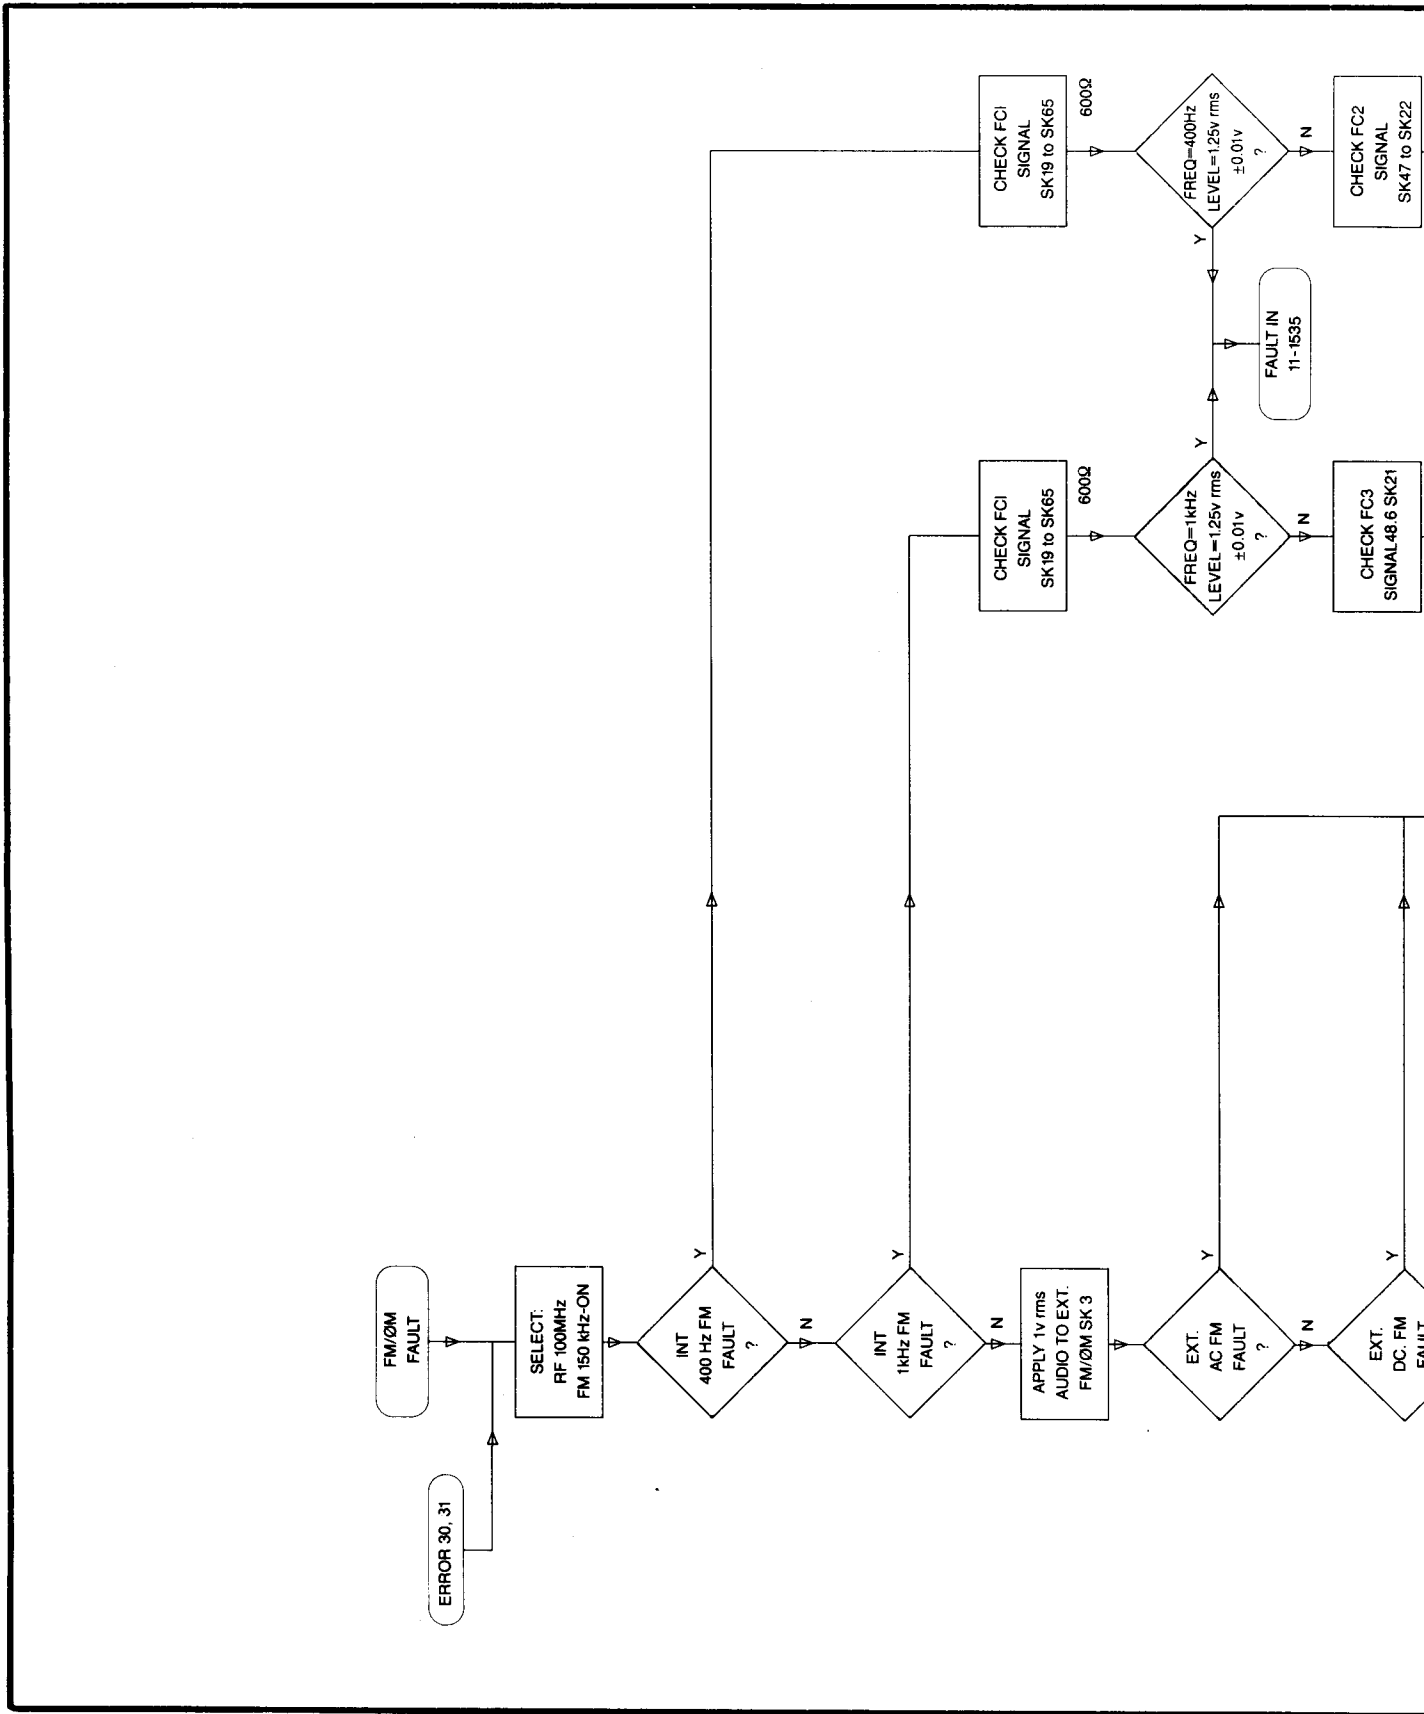 ERROR 30, 31
FM/ØM
FAULT
SELECT:
RF 100MHz
FM 150 kHz-ON
INT
400 Hz FM
FAULT
?
Y
N
INT
1kHz FM
FAULT
?
Y
N
APPLY 1v rms
AUDIO TO EXT.
FM/ØM SK 3
EXT.
AC FM
FAULT
?
Y
N
EXT.
DC. FM
FAULT
Y
CHECK FCI
SIGNAL
SK19 to SK65
600Ω
FREQ=1kHz
LEVEL=1.25v rms
±0.01v
?
Y
N
CHECK FC3
SIGNAL48.6 SK21
FAULT IN
11-1535
CHECK FCI
SIGNAL
SK19 to SK65
600Ω
FREQ=400Hz
LEVEL=1.25v rms
±0.01v
?
Y
N
CHECK FC2
SIGNAL
SK47 to SK22